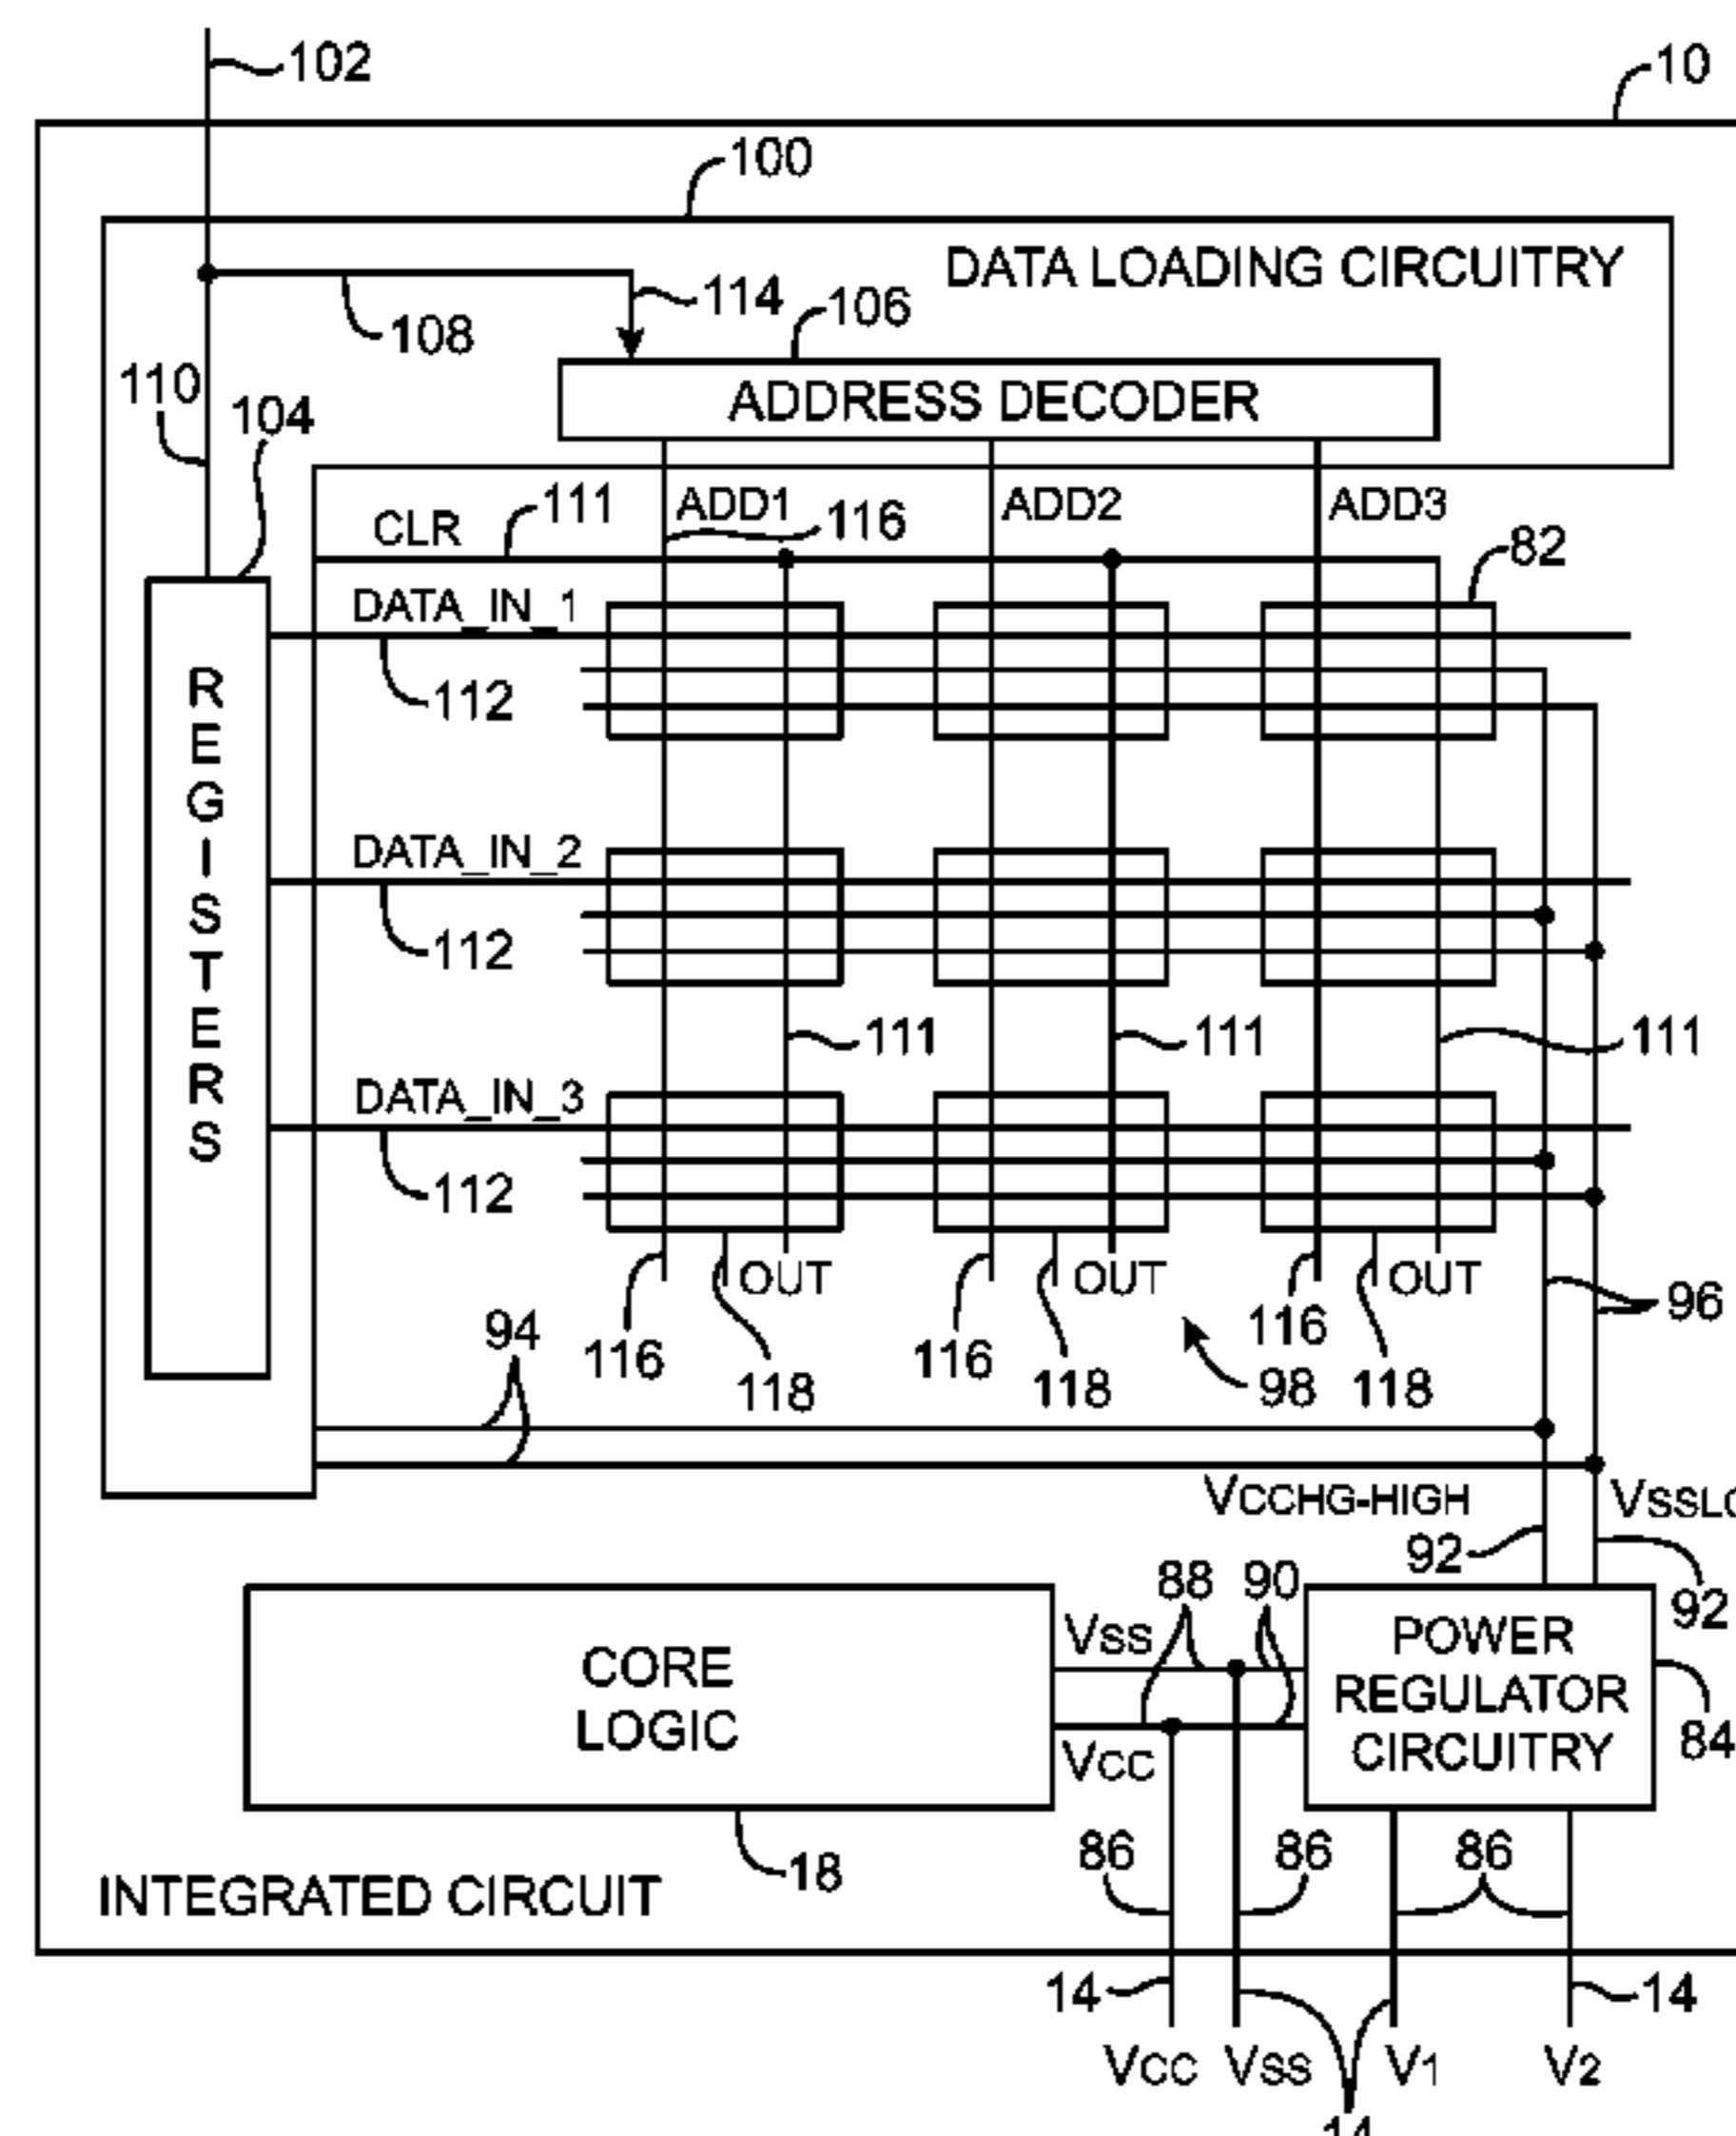 102
10
100
DATA LOADING CIRCUITRY
114
106
108
110
104
ADDRESS DECODER
CLR
111
ADD1
116
ADD2
ADD3
82
DATA_IN_1
112
REGISTERS
DATA_IN_2
112
111
111
111
DATA_IN_3
112
OUT
OUT
OUT
96
94
116
118
116
118
98
116
118
VCCHG-HIGH
VSSLO
92
92
88
90
VSS
VCC
CORE
LOGIC
POWER
REGULATOR
CIRCUITRY
84
18
86
86
86
INTEGRATED CIRCUIT
14
14
VCC
VSS
V1
V2
14